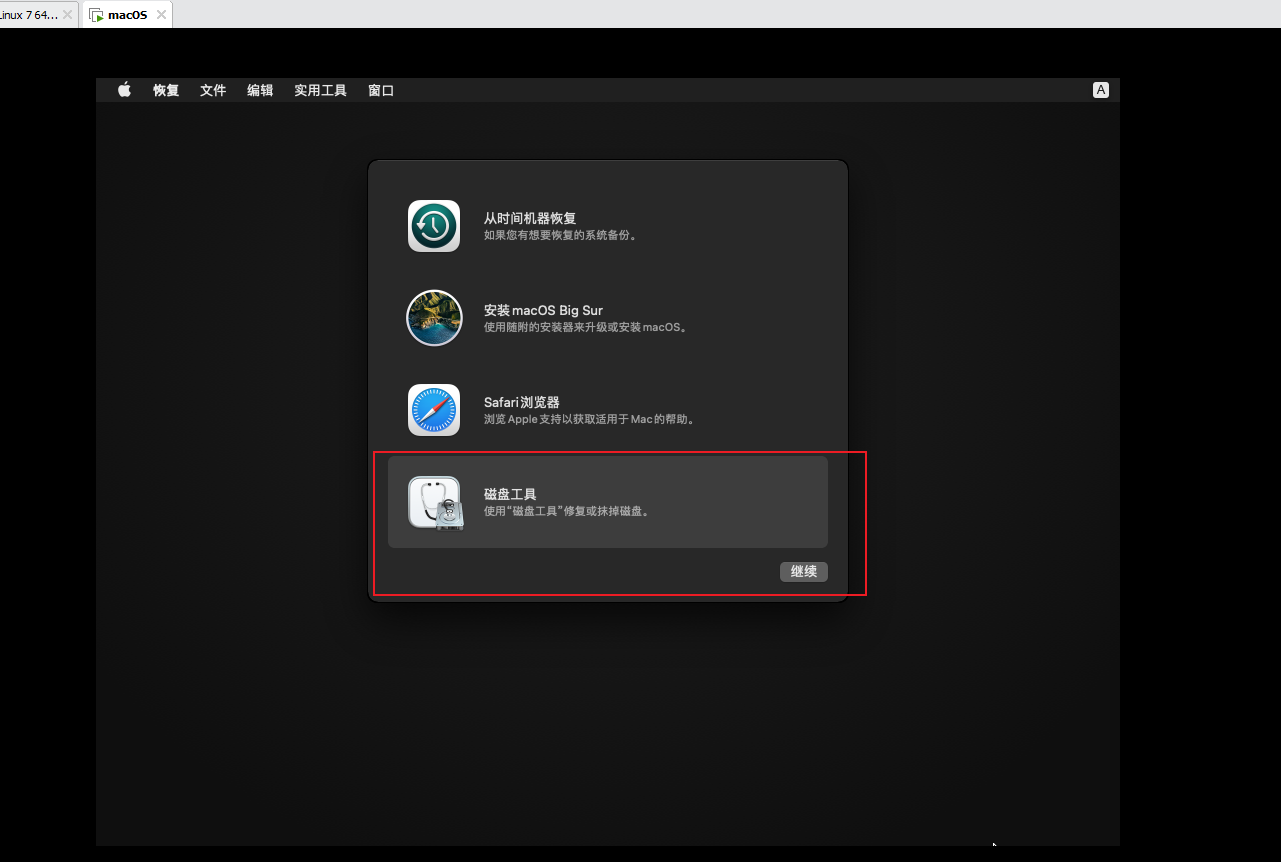 Linux 7 64...
macOS
恢复 文件 编辑 实用工具 窗口
A
从时间机器恢复
如果您有想要恢复的系统备份。
安装macOS Big Sur
使用随附的安装器来升级或安装macOS。
Safari浏览器
浏览Apple支持以获取适用于Mac的帮助。
磁盘工具
使用“磁盘工具”修复或抹掉磁盘。
继续